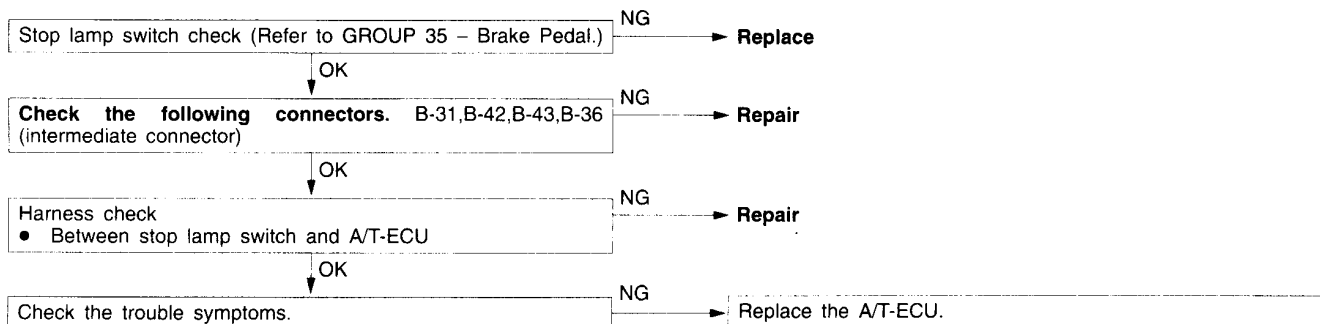 NG
Stop lamp switch check (Refer to GROUP 35 – Brake Pedal.)
Replace
OK
NG
Check the following connectors. B-31,B-42,B-43,B-36
(intermediate connector)
Repair
OK
NG
Harness check
Repair
● Between stop lamp switch and A/T-ECU
OK
NG
Check the trouble symptoms.
Replace the A/T-ECU.